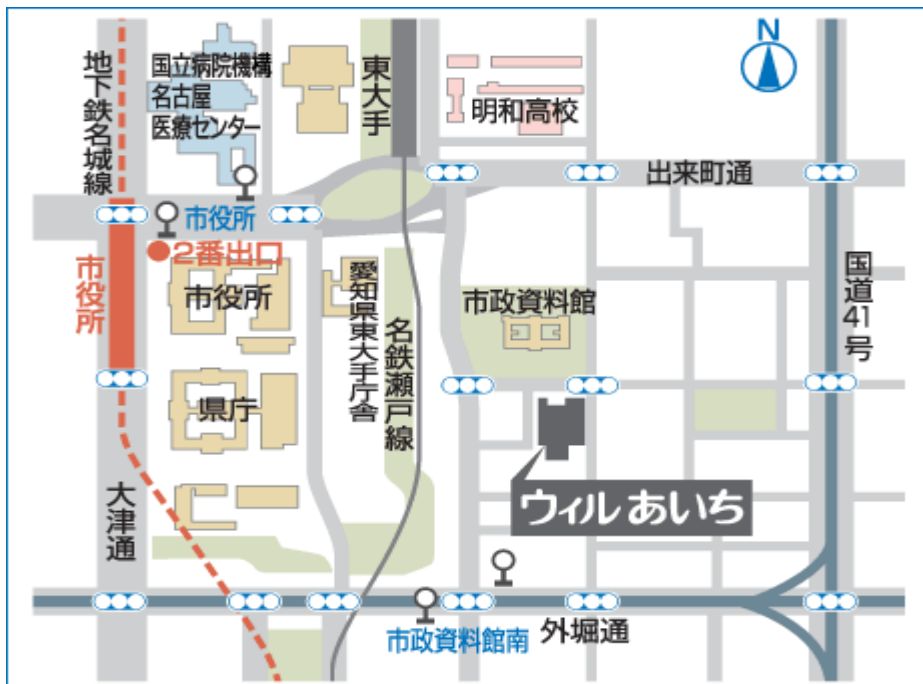 N
地下鉄名城線
国立病院機構
名古屋
医療センター
東大手
明和高校
出来町通
市役所
2番出口
市役所
市役所
愛知県東大手庁舎
名鉄瀬戸線
市政資料館
国道41号
県庁
ウィルあいち
大津通
市政資料館南
外堀通